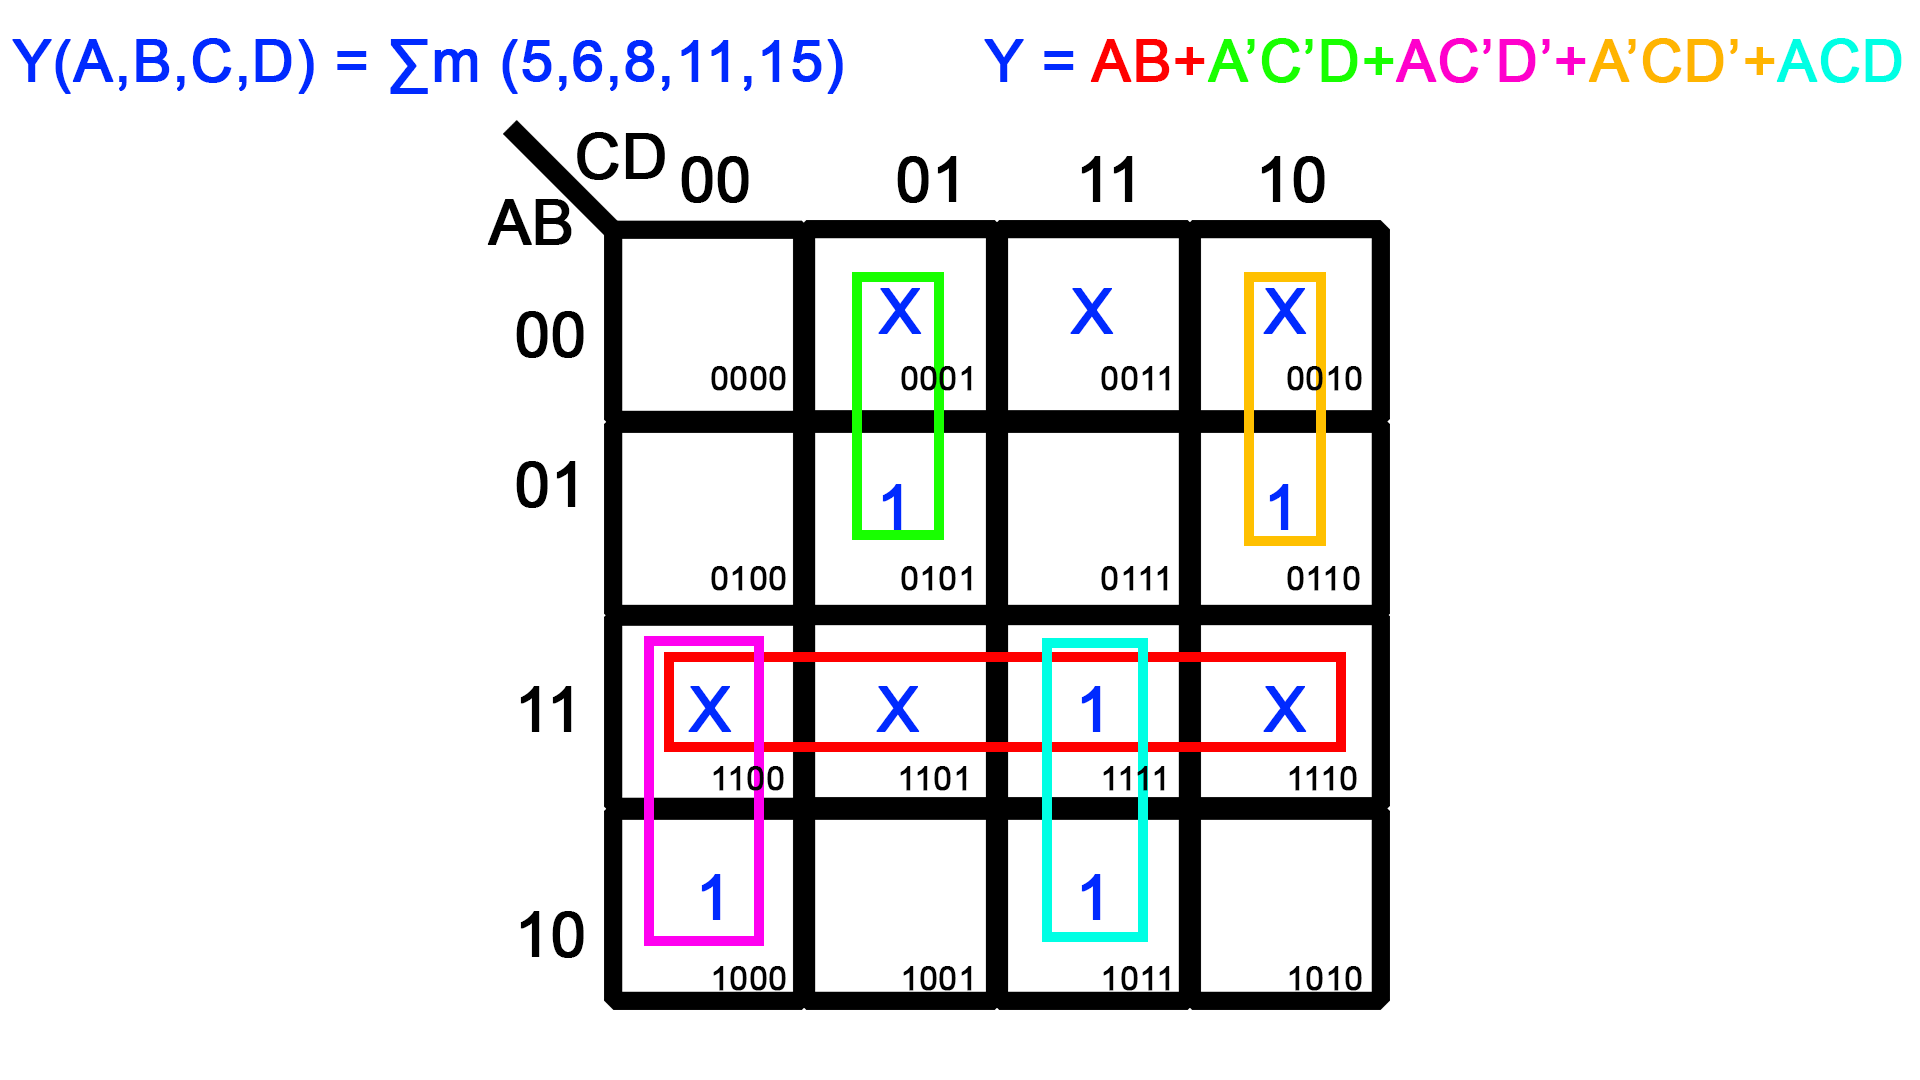 Y(A,B,C,D) = ∑m (5,6,8,11,15) Y = AB+A’C’D+AC’D’+A’CD’+ACD
CD 00 01 11 10
AB
00 X X X
0000 0001 0011 0010
01 1 1
0100 0101 0111 0110
11 X X 1 X
1100 1101 1111 1110
10 1 1
1000 1001 1011 1010